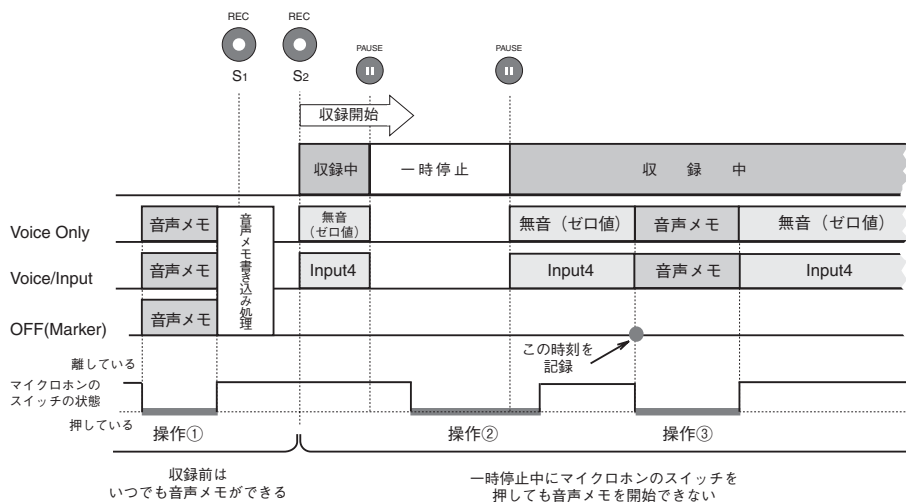 REC
REC
PAUSE
PAUSE
S1
S2
収録開始
収録中
一時停止
収録中
Voice Only
音声メモ
音声メモ書き込み処理
無音
(ゼロ値)
無音(ゼロ値)
音声メモ
無音(ゼロ値)
Voice/Input
音声メモ
Input4
Input4
音声メモ
Input4
OFF(Marker)
音声メモ
この時刻を
記録
離している
マイクロホンの
スイッチの状態
押している
操作①
操作②
操作③
収録前は
いつでも音声メモができる
一時停止中にマイクロホンのスイッチを
押しても音声メモを開始できない